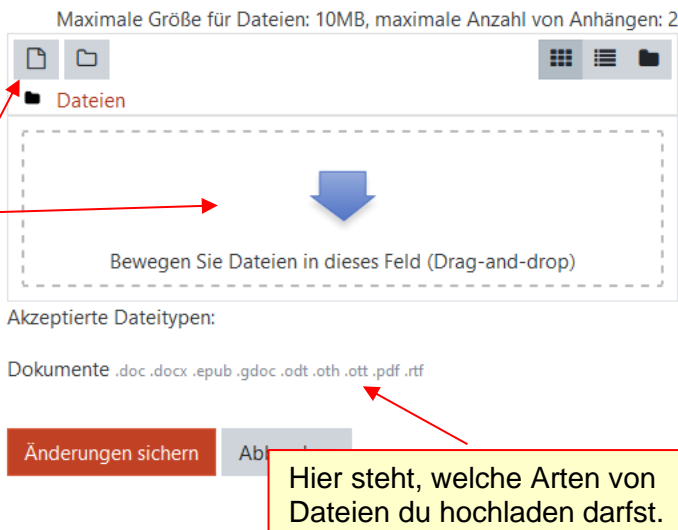 Maximale Größe für Dateien: 10MB, maximale Anzahl von Anhängen: 2
Dateien
Bewegen Sie Dateien in dieses Feld (Drag-and-drop)
Akzeptierte Dateitypen:
Dokumente .doc .docx .epub .gdoc .odt .oth .ott .pdf .rtf
Änderungen sichern
Hier steht, welche Arten von
Dateien du hochladen darfst.